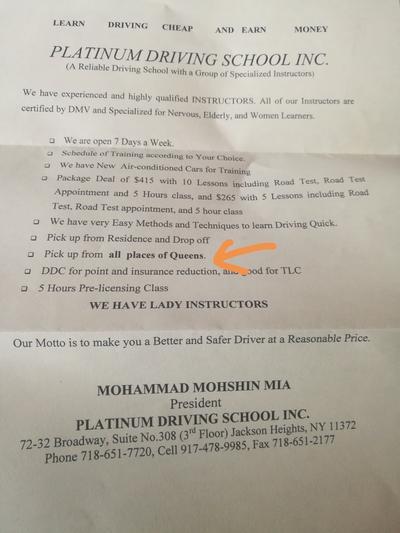 LEARN DRIVING CHEAP AND EARN MONEY
PLATINUM DRIVING SCHOOL INC.
(A Reliable Driving School with a Group of Specialized Instructors)
We have experienced and highly qualified INSTRUCTORS. All of our Instructors are
certified by DMV and Specialized for Nervous, Elderly, and Women Learners.
We are open 7 Days a Week.
Schedule of Training according to Your Choice.
We have New Air-conditioned Cars for Training
Package Deal of $415 with 10 Lessons including Road Test, Road Test
Appointment and 5 Hours class, and $265 with 5 Lessons including Road
Test, Road Test appointment, and 5 hour class
We have very Easy Methods and Techniques to learn Driving Quick.
Pick up from Residence and Drop off
Pick up from all places of Queens.
DDC for point and insurance reduction, and good for TLC
5 Hours Pre-licensing Class
WE HAVE LADY INSTRUCTORS
Our Motto is to make you a Better and Safer Driver at a Reasonable Price.
MOHAMMAD MOHSHIN MIA
President
PLATINUM DRIVING SCHOOL INC.
72-32 Broadway, Suite No.308 (3rd Floor) Jackson Heights, NY 11372
Phone 718-651-7720, Cell 917-478-9985, Fax 718-651-2177